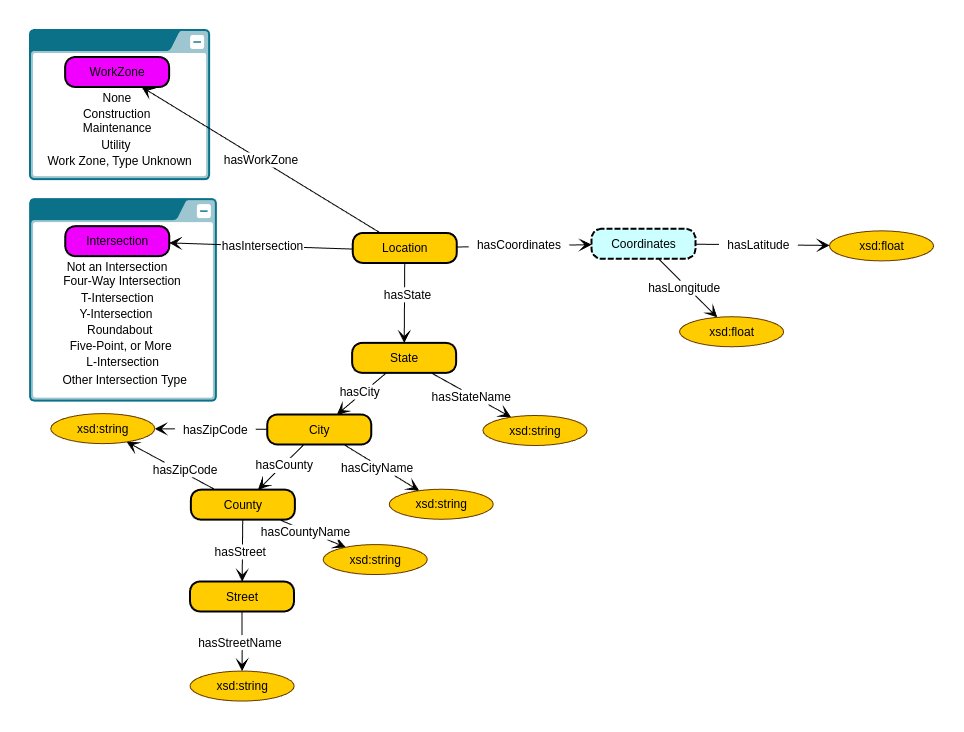 WorkZone
None
Construction
Maintenance
Utility
Work Zone, Type Unknown
hasWorkZone
Intersection
Not an Intersection
Four-Way Intersection
T-Intersection
Y-Intersection
Roundabout
Five-Point, or More
L-Intersection
Other Intersection Type
hasIntersection
Location
hasCoordinates
Coordinates
hasLatitude
xsd:float
hasLongitude
xsd:float
hasState
State
hasCity
hasStateName
xsd:string
City
hasZipCode
xsd:string
hasCounty
hasCityName
xsd:string
hasZipCode
County
hasCountyName
xsd:string
hasStreet
Street
hasStreetName
xsd:string